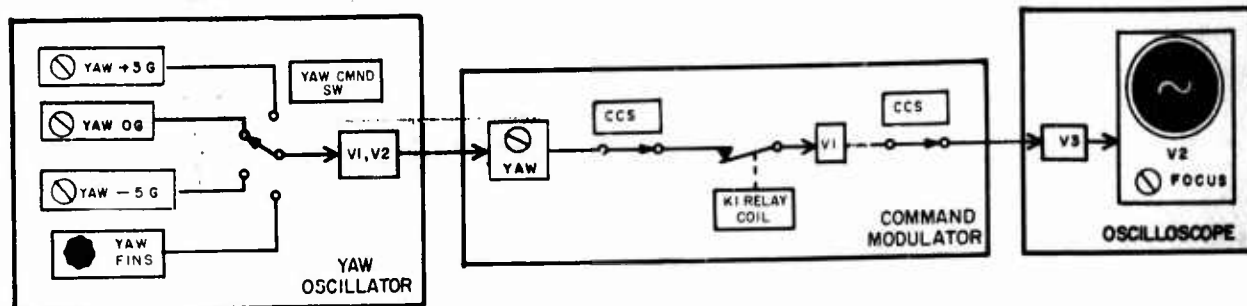 YAW +5 G
YAW CMND
SW
YAW 0G
YAW — 5 G
YAW
FINS
V1, V2
YAW
OSCILLATOR
YAW
CCS
K1 RELAY
COIL
V1
CCS
COMMAND
MODULATOR
V3
V2
FOCUS
OSCILLOSCOPE